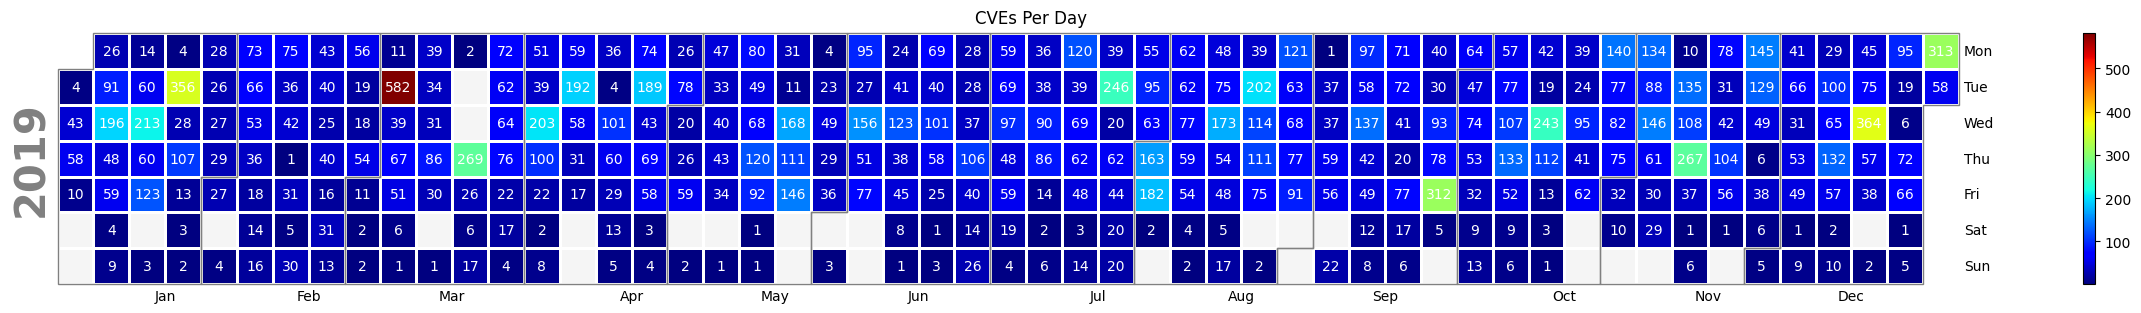 CVEs Per Day
26 14 4 28 73 75 43 56 11 39 2 72 51 59 36 74 26 47 80 31 4 95 24 69 28 59 36 120 39 55 62 48 39 121 1 97 71 40 64 57 42 39 140 134 10 78 145 41 29 45 95 313 Mon
4 91 60 356 26 66 36 40 19 582 34 62 39 192 4 189 78 33 49 11 23 27 41 40 28 69 38 39 246 95 62 75 202 63 37 58 72 30 47 77 19 24 77 88 135 31 129 66 100 75 19 58 Tue
43 196 213 28 27 53 42 25 18 39 31 64 203 58 101 43 20 40 68 168 49 156 123 101 37 97 90 69 20 63 77 173 114 68 37 137 41 93 74 107 243 95 82 146 108 42 49 31 65 364 6 Wed
58 48 60 107 29 36 1 40 54 67 86 269 76 100 31 60 69 26 43 120 111 29 51 38 58 106 48 86 62 62 163 59 54 111 77 59 42 20 78 53 133 112 41 75 61 267 104 6 53 132 57 72 Thu
10 59 123 13 27 18 31 16 11 51 30 26 22 22 17 29 58 59 34 92 146 36 77 45 25 40 59 14 48 44 182 54 48 75 91 56 49 77 312 32 52 13 62 32 30 37 56 38 49 57 38 66 Fri
4 3 14 5 31 2 6 6 17 2 13 3 1 8 1 14 19 2 3 20 2 4 5 12 17 5 9 9 3 10 29 1 1 6 1 2 1 Sat
9 3 2 4 16 30 13 2 1 1 17 4 8 5 4 2 1 1 3 1 3 26 4 6 14 20 2 17 2 22 8 6 13 6 1 6 5 9 10 2 5 Sun
2019
Jan Feb Mar Apr May Jun Jul Aug Sep Oct Nov Dec
500
400
300
200
100